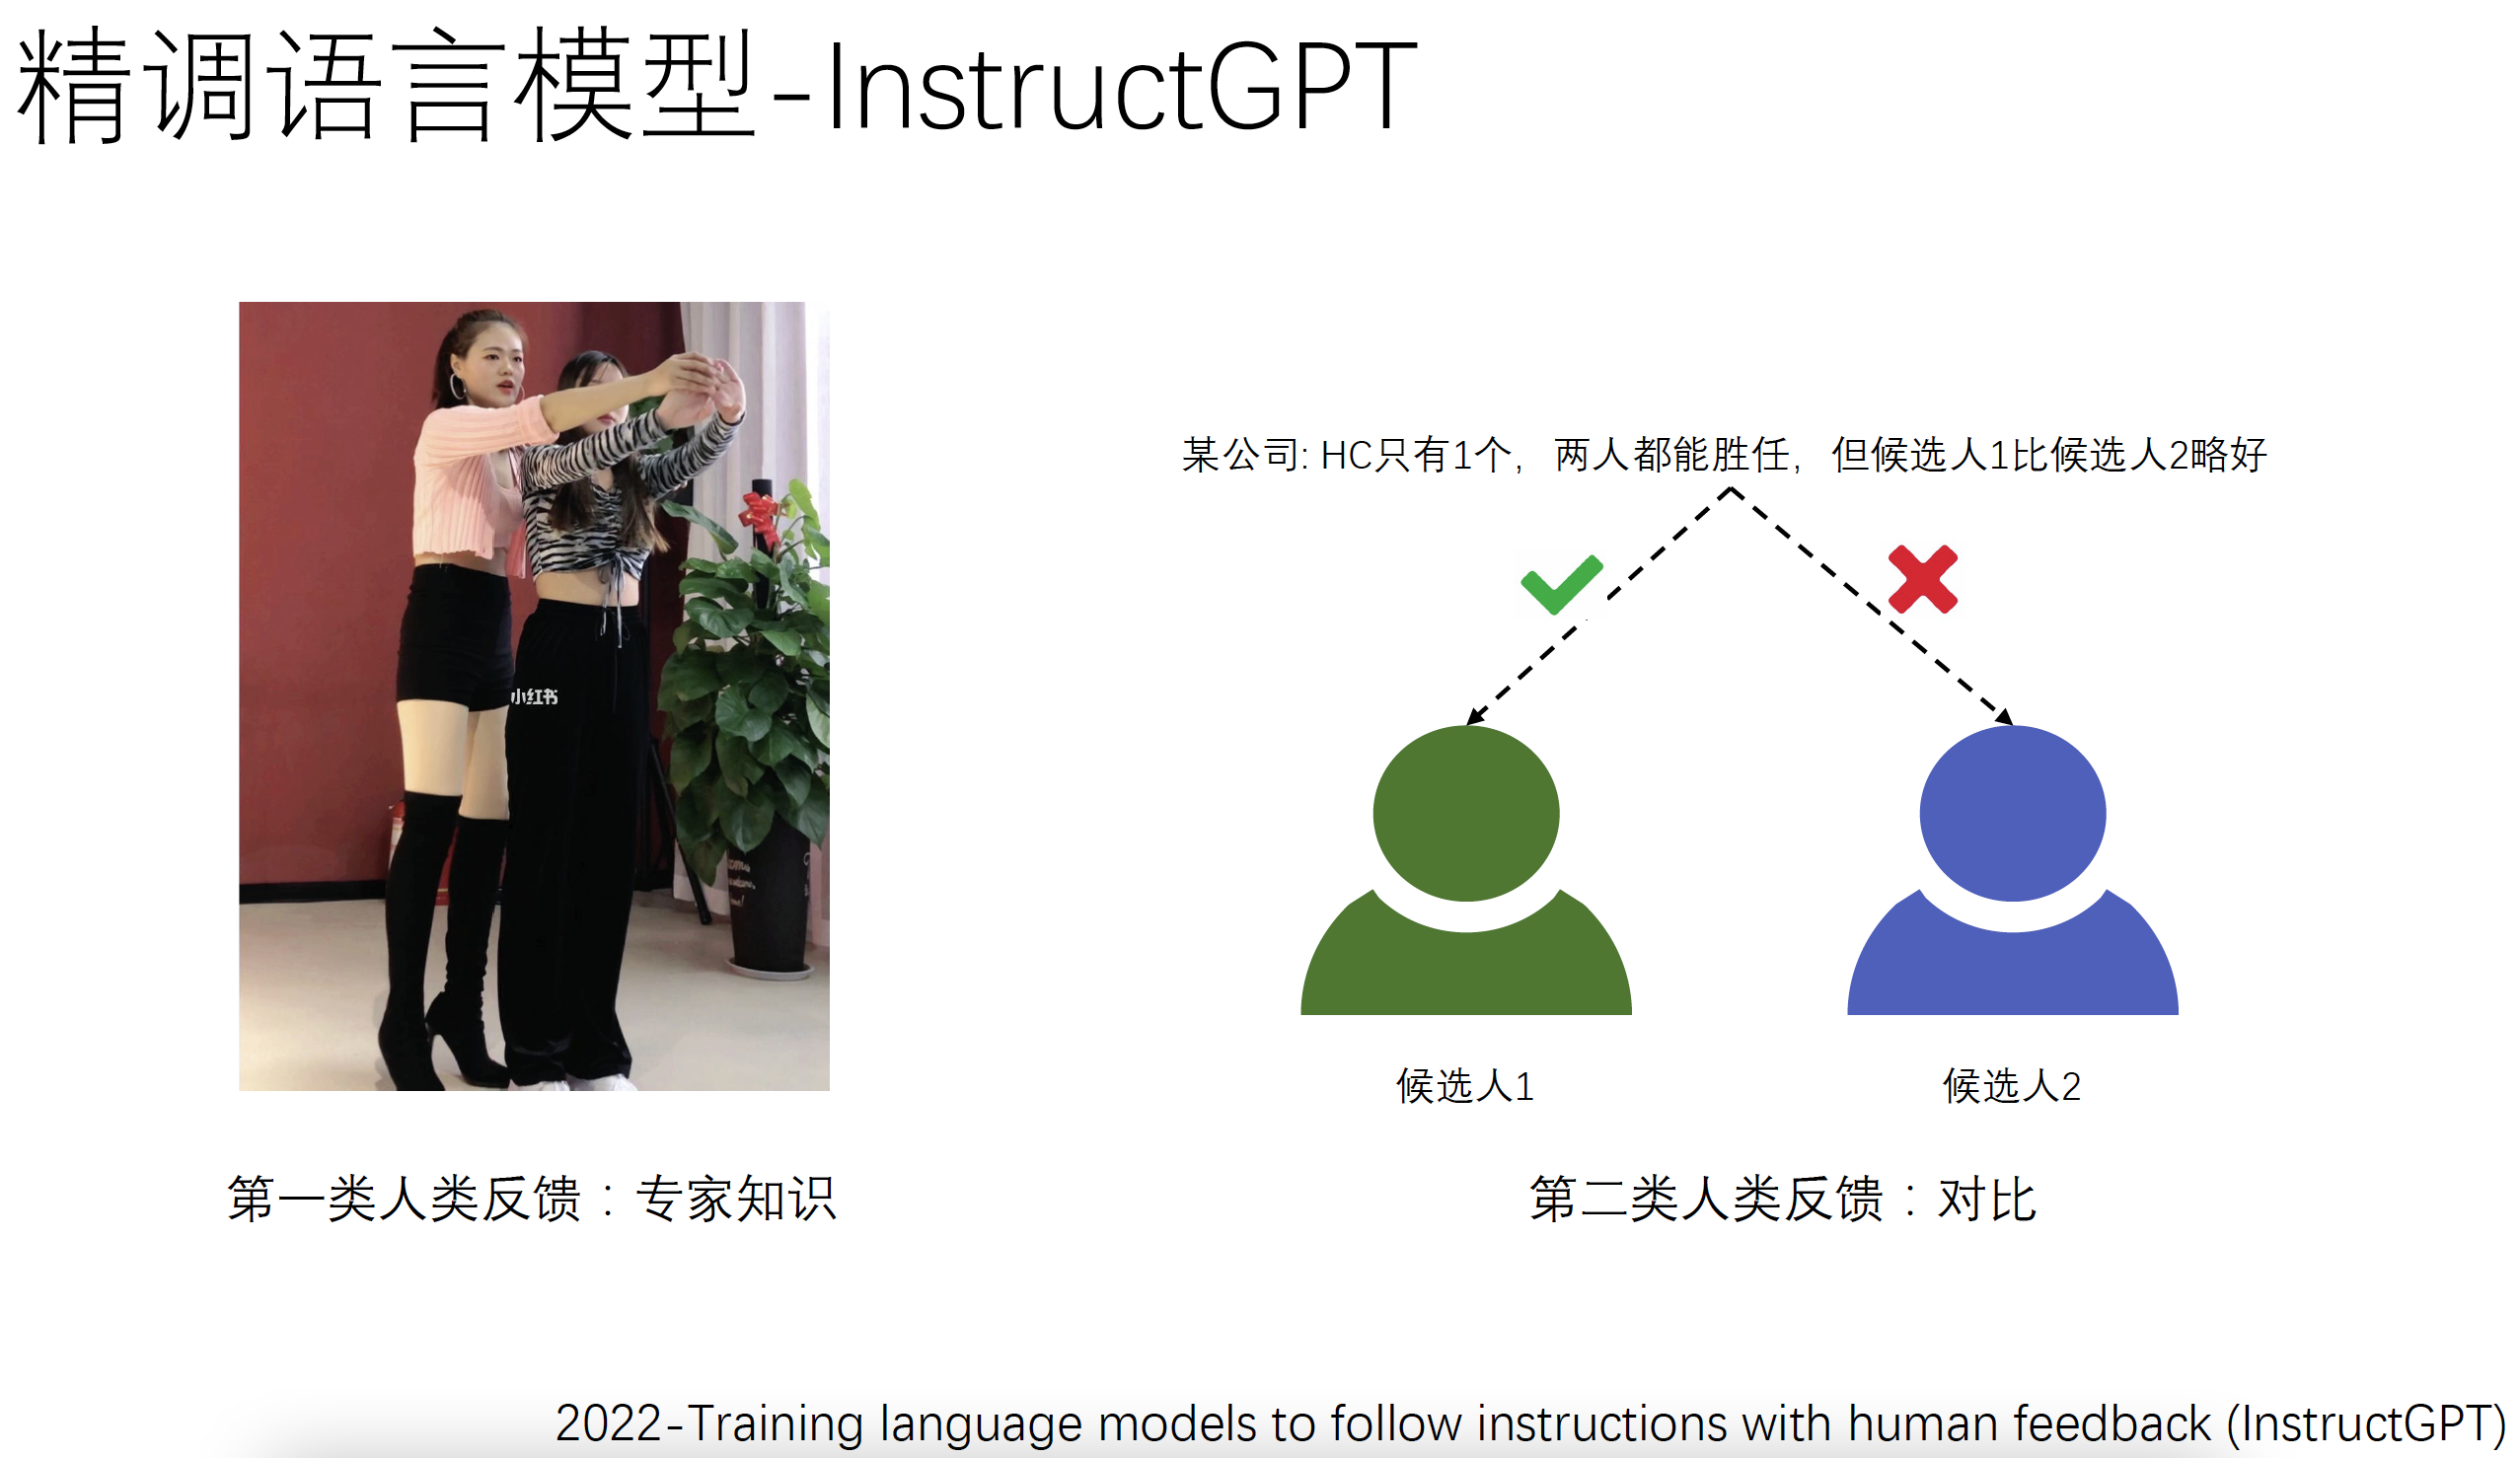 精调语言模型-InstructGPT
某公司: HC只有1个，两人都能胜任，但候选人1比候选人2略好
小红书
候选人1
候选人2
第一类人类反馈：专家知识
第二类人类反馈：对比
2022-Training language models to follow instructions with human feedback (InstructGPT)